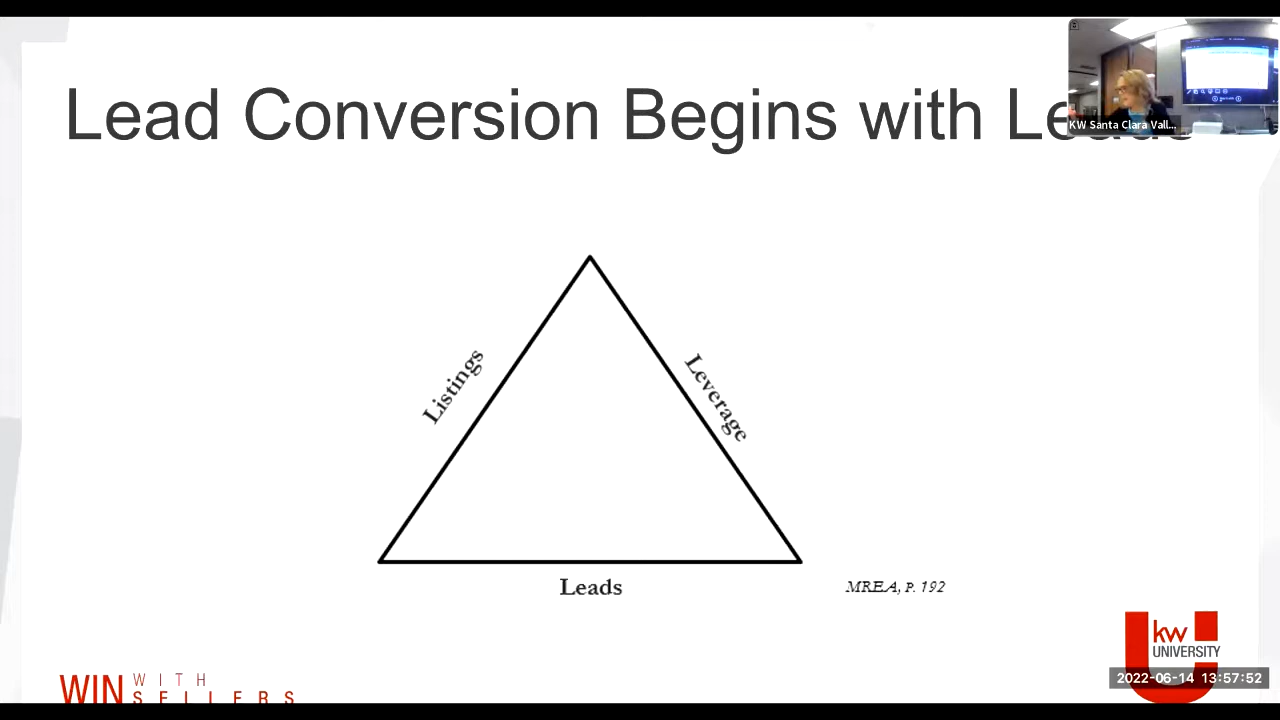 Lead Conversion Begins with Leads
KW Santa Clara Vall...
Listings
Leverage
Leads
MREA, P. 192
kw
UNIVERSITY
WIN WITH
SELLERS
2022-06-14 13:57:52